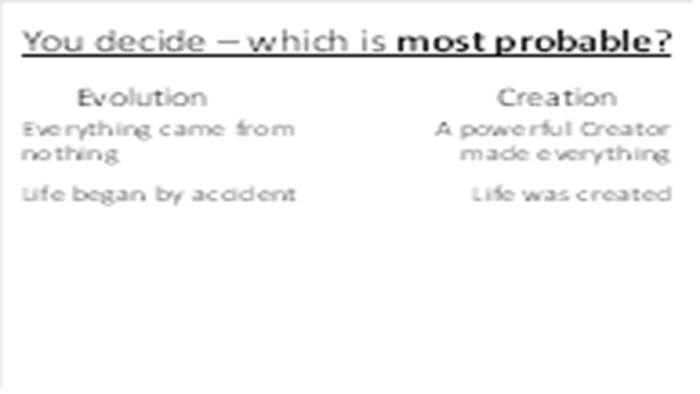 You decide – which is most probable?
Evolution Creation
Everything came from A powerful Creator
nothing made everything
Life began by accident Life was created